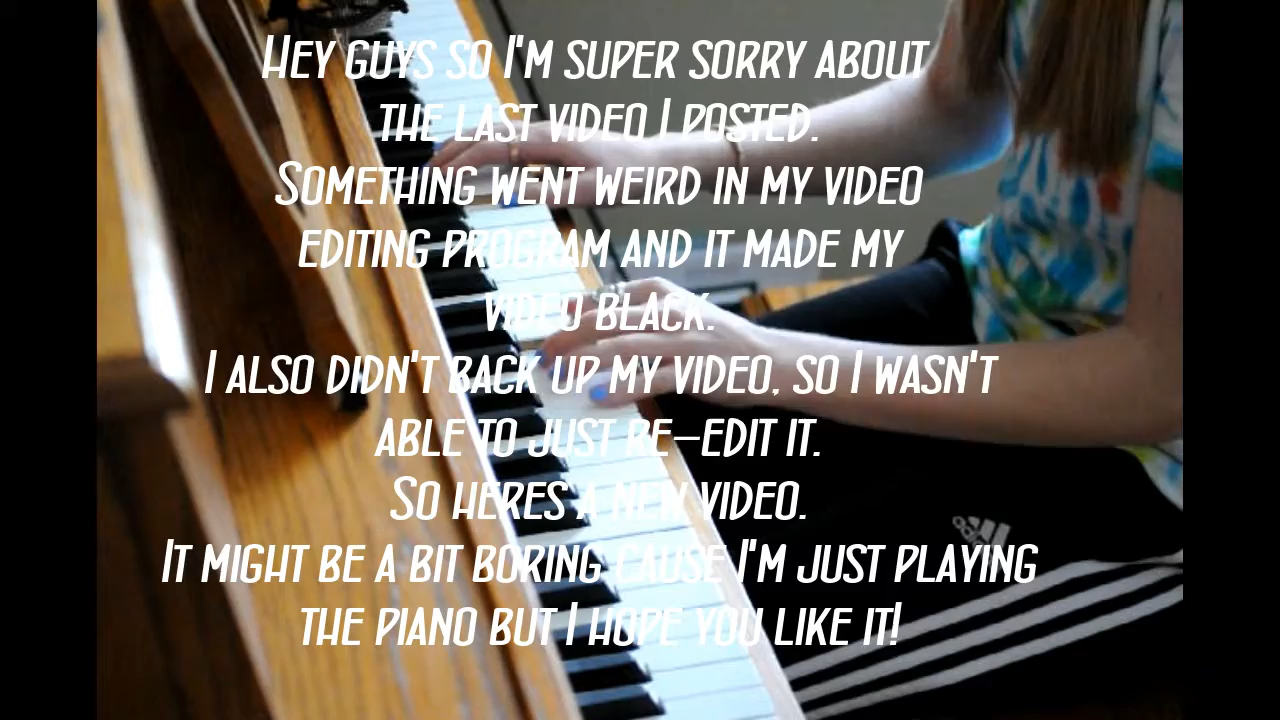 Hey guys so I'm super sorry about
the last video I posted.
Something went weird in my video
editing program and it made my
video black.
I also didn't back up my video, so I wasn't
able to just re-edit it.
So heres a new video.
It might be a bit boring cause I'm just playing
the piano but I hope you like it!